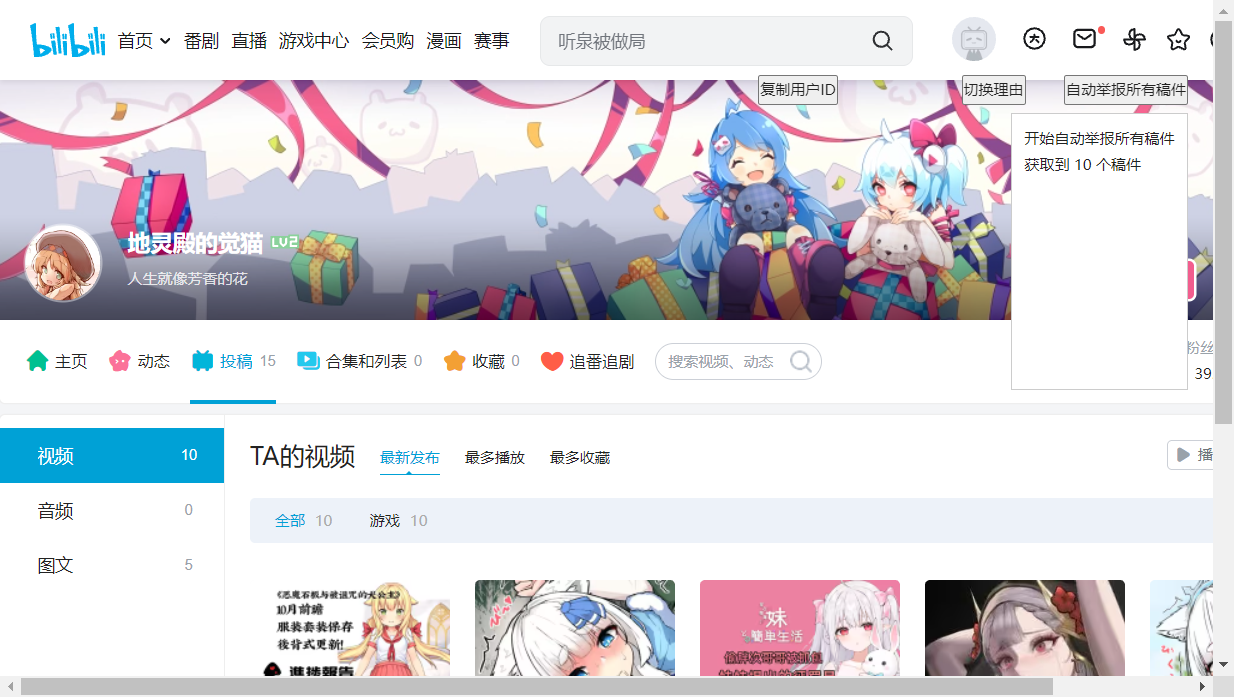 bilibili 首页 番剧 直播 游戏中心 会员购 漫画 赛事 听泉被做局
复制用户ID 切换理由 自动举报所有稿件
开始自动举报所有稿件
获取到 10 个稿件
地灵殿的觉猫 LV2
人生就像芳香的花
主页 动态 投稿 15 合集和列表 0 收藏 0 追番追剧 搜索视频、动态 粉丝
39
视频 10
音频 0
图文 5
TA的视频 最新发布 最多播放 最多收藏 播
全部 10 游戏 10
《恶魔石板与被诅咒的犬公主》
10月前瞻
服装套装保存
後背式更新!
進捗報告
妹
簡単生活